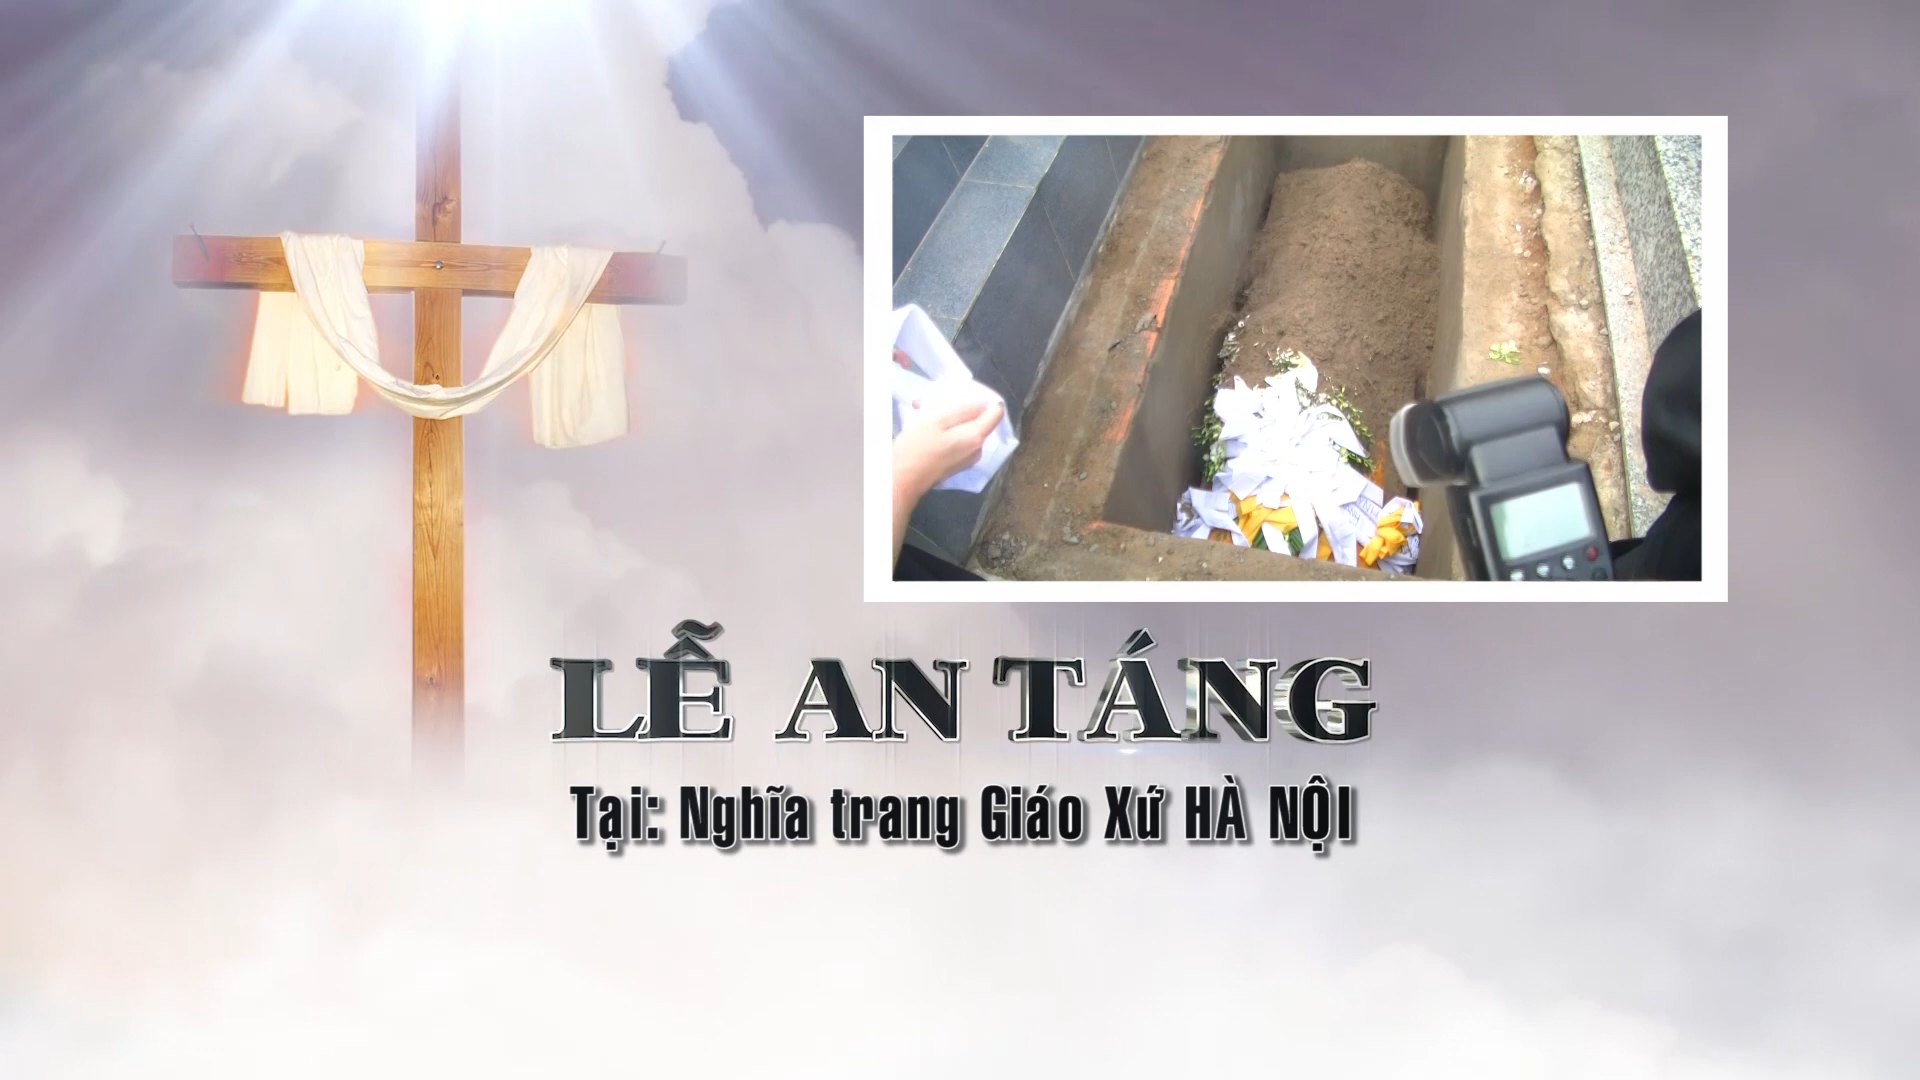 LỄ AN TÁNG
Tại: Nghĩa trang Giáo Xứ HÀ NỘI